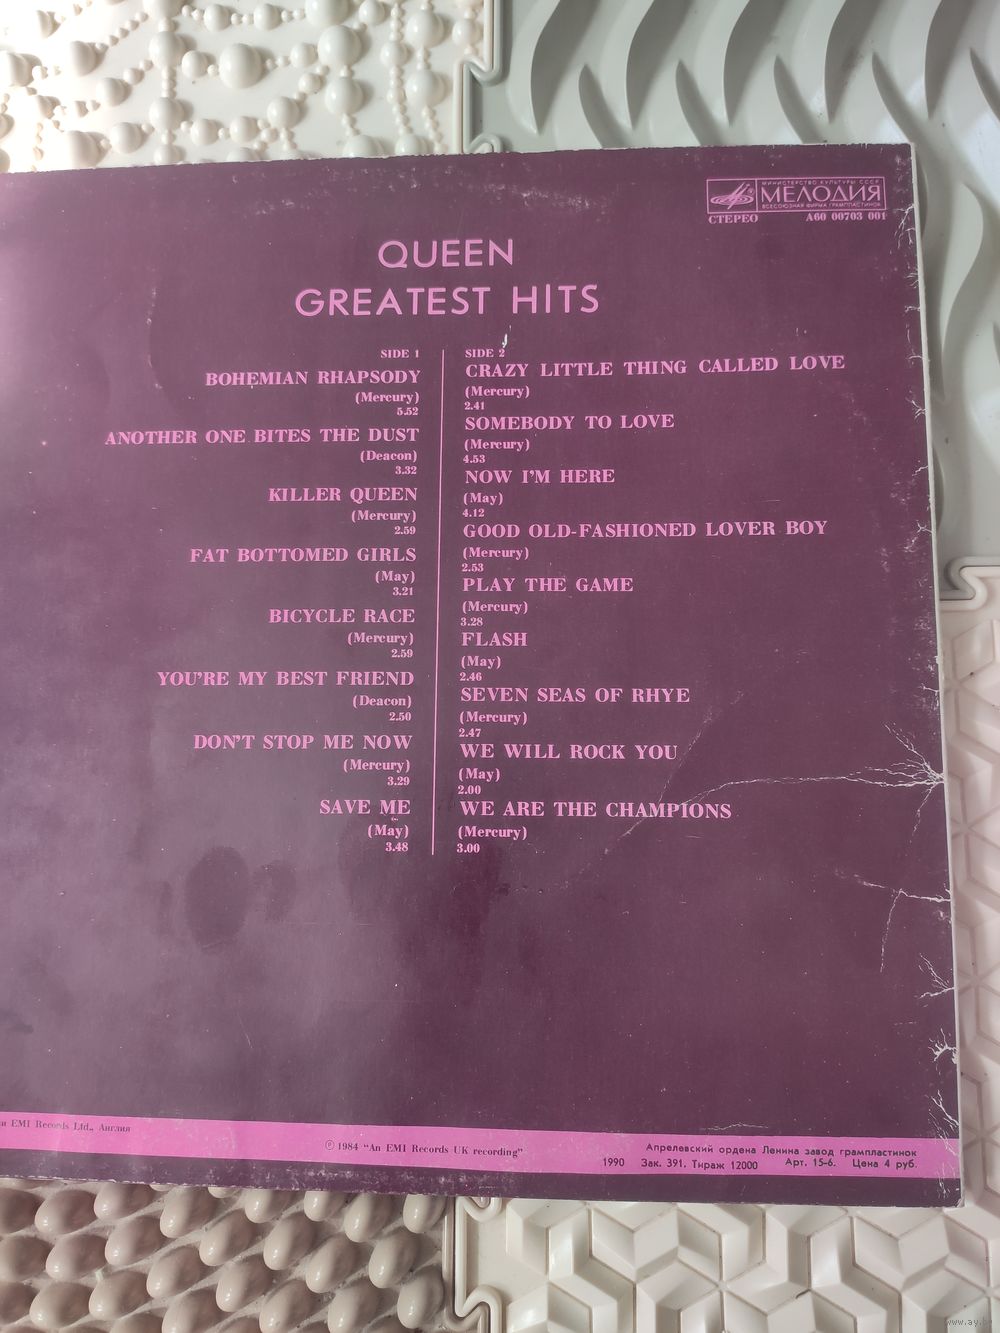 МИНИСТЕРСТВО КУЛЬТУРЫ СССР
МЕЛОДИЯ
ВСЕСОЮЗНАЯ ФИРМА ГРАМПЛАСТИНОК
СТЕРЕО A60 00703 001
QUEEN
GREATEST HITS
SIDE 1
BOHEMIAN RHAPSODY
(Mercury)
5.52
ANOTHER ONE BITES THE DUST
(Deacon)
3.32
KILLER QUEEN
(Mercury)
2.59
FAT BOTTOMED GIRLS
(May)
3.21
BICYCLE RACE
(Mercury)
2.59
YOU'RE MY BEST FRIEND
(Deacon)
2.50
DON'T STOP ME NOW
(Mercury)
3.29
SAVE ME
(May)
3.48
SIDE 2
CRAZY LITTLE THING CALLED LOVE
(Mercury)
2.41
SOMEBODY TO LOVE
(Mercury)
4.53
NOW I'M HERE
(May)
4.12
GOOD OLD-FASHIONED LOVER BOY
(Mercury)
2.53
PLAY THE GAME
(Mercury)
3.28
FLASH
(May)
2.46
SEVEN SEAS OF RHYE
(Mercury)
2.47
WE WILL ROCK YOU
(May)
2.00
WE ARE THE CHAMPIONS
(Mercury)
3.00
EMI Records Ltd., Англия
Ⓟ 1984 "An EMI Records UK recording"
Апрелевский ордена Ленина завод грампластинок
1990 Зак. 391. Тираж 12000 Арт. 15-6. Цена 4 руб.